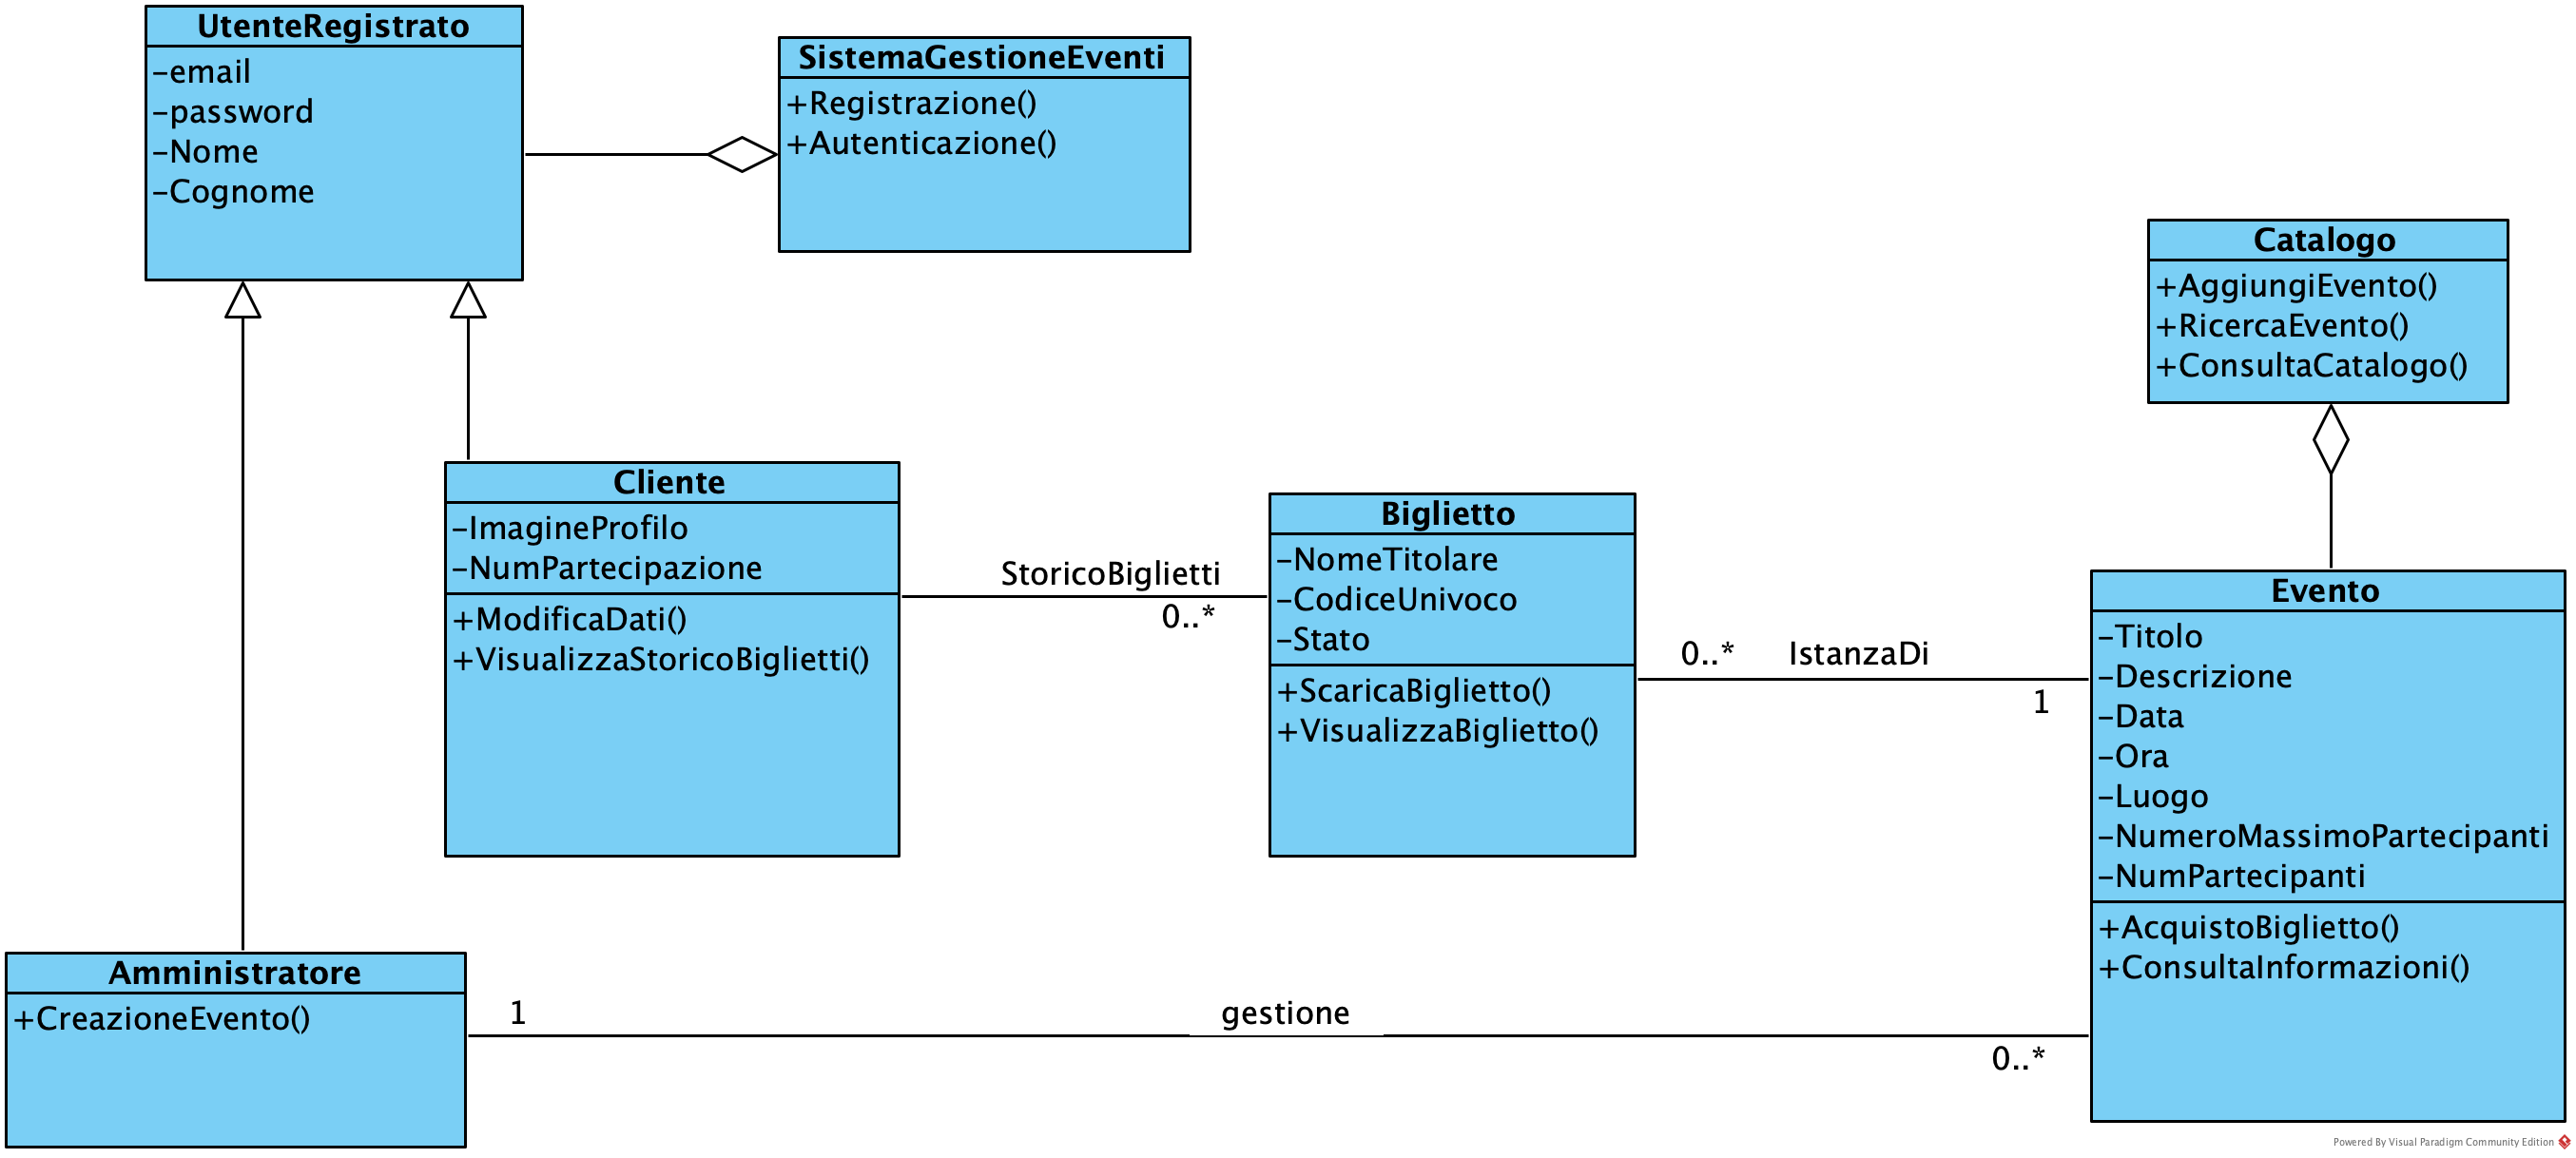 UtenteRegistrato
-email
-password
-Nome
-Cognome
SistemaGestioneEventi
+Registrazione()
+Autenticazione()
Catalogo
+AggiungiEvento()
+RicercaEvento()
+ConsultaCatalogo()
Cliente
-ImagineProfilo
-NumPartecipazione
+ModificaDati()
+VisualizzaStoricoBiglietti()
StoricoBiglietti
0..*
Biglietto
-NomeTitolare
-CodiceUnivoco
-Stato
+ScaricaBiglietto()
+VisualizzaBiglietto()
0..*
IstanzaDi
1
Evento
-Titolo
-Descrizione
-Data
-Ora
-Luogo
-NumeroMassimoPartecipanti
-NumPartecipanti
+AcquistoBiglietto()
+ConsultaInformazioni()
Amministratore
+CreazioneEvento()
1
gestione
0..*
Powered By Visual Paradigm Community Edition